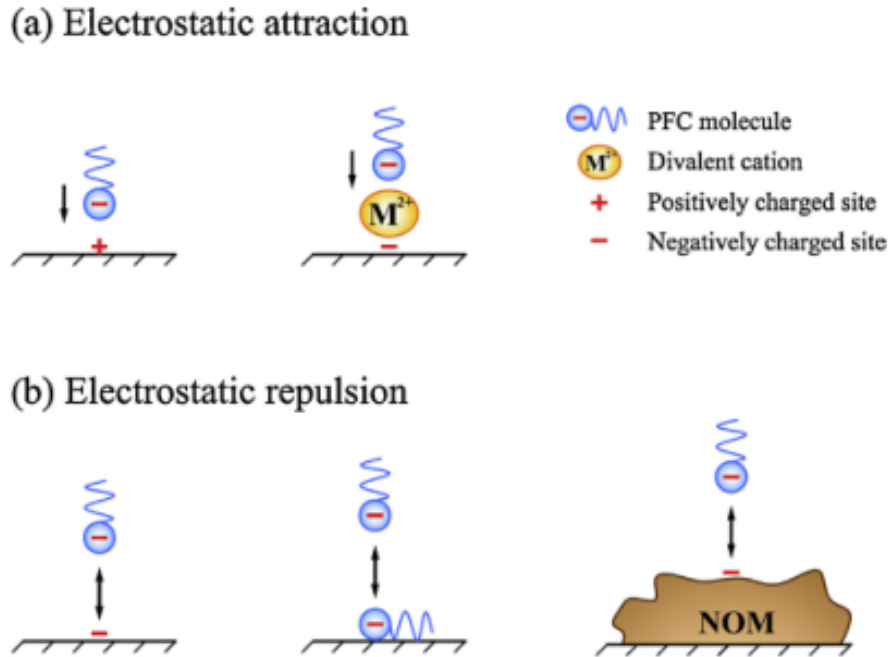 (a) Electrostatic attraction
PFC molecule
M2+ Divalent cation
+ Positively charged site
− Negatively charged site
−
−
M2+
+
−
(b) Electrostatic repulsion
−
−
−
−
−
−
NOM